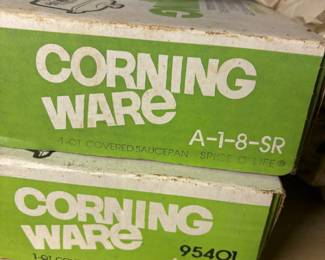 CORNING
WARE
A-1-8-SR
1-QT COVERED SAUCEPAN SPICE O' LIFE®
CORNING
WARE
95401